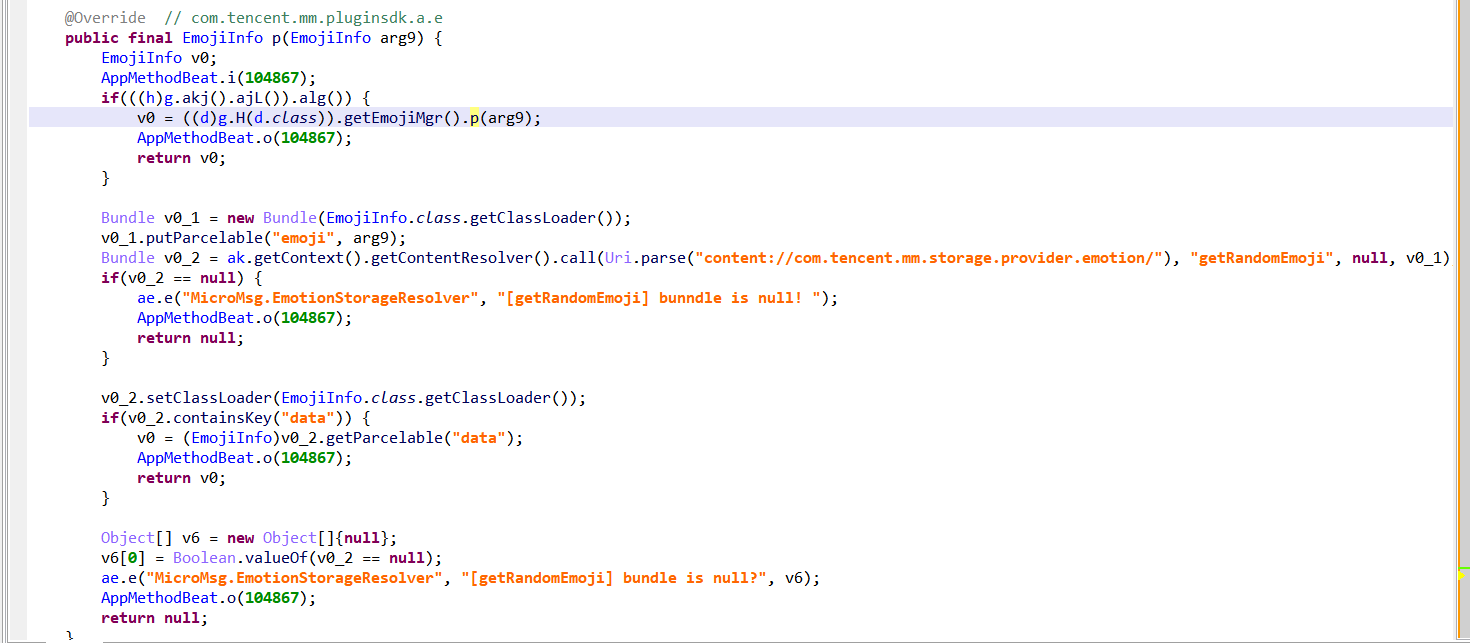 @Override  // com.tencent.mm.pluginsdk.a.e
public final EmojiInfo p(EmojiInfo arg9) {
    EmojiInfo v0;
    AppMethodBeat.i(104867);
    if(((h)g.akj().ajL()).alg()) {
        v0 = ((d)g.H(d.class)).getEmojiMgr().p(arg9);
        AppMethodBeat.o(104867);
        return v0;
    }

    Bundle v0_1 = new Bundle(EmojiInfo.class.getClassLoader());
    v0_1.putParcelable("emoji", arg9);
    Bundle v0_2 = ak.getContext().getContentResolver().call(Uri.parse("content://com.tencent.mm.storage.provider.emotion/"), "getRandomEmoji", null, v0_1)
    if(v0_2 == null) {
        ae.e("MicroMsg.EmotionStorageResolver", "[getRandomEmoji] bunndle is null! ");
        AppMethodBeat.o(104867);
        return null;
    }

    v0_2.setClassLoader(EmojiInfo.class.getClassLoader());
    if(v0_2.containsKey("data")) {
        v0 = (EmojiInfo)v0_2.getParcelable("data");
        AppMethodBeat.o(104867);
        return v0;
    }

    Object[] v6 = new Object[]{null};
    v6[0] = Boolean.valueOf(v0_2 == null);
    ae.e("MicroMsg.EmotionStorageResolver", "[getRandomEmoji] bundle is null?", v6);
    AppMethodBeat.o(104867);
    return null;
}